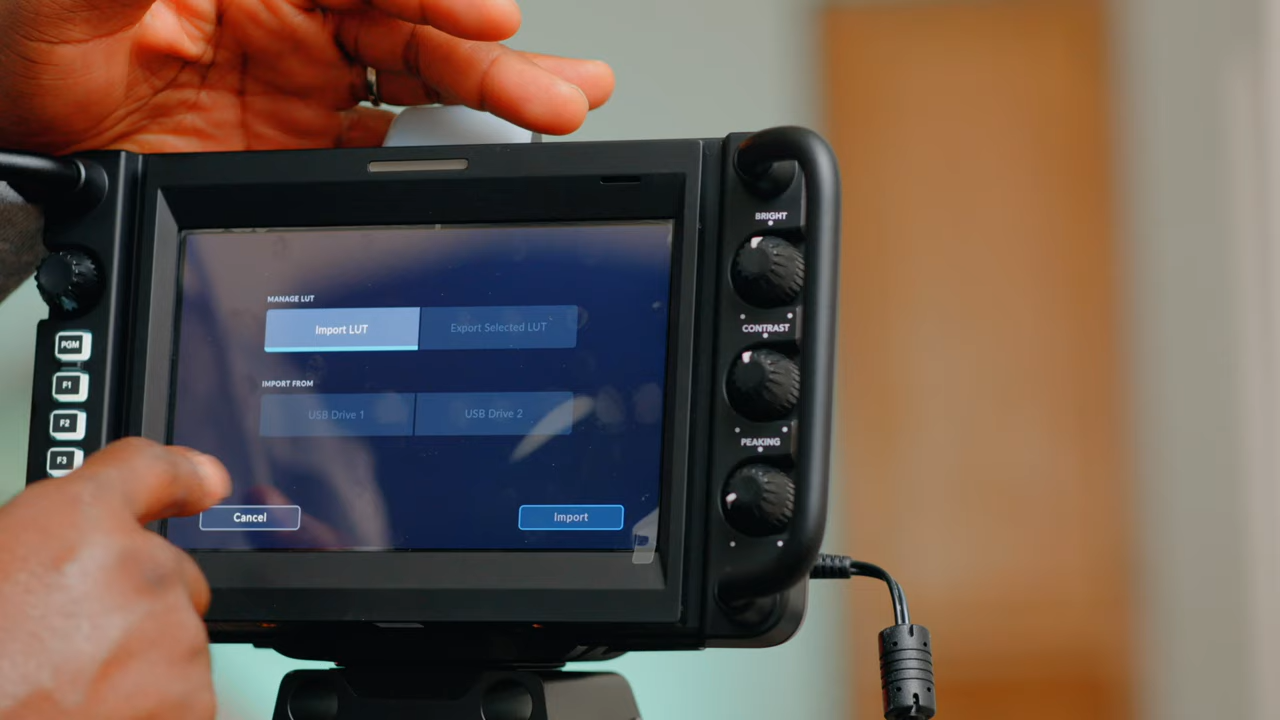 MANAGE LUT
Import LUT
Export Selected LUT
IMPORT FROM
USB Drive 1
USB Drive 2
Cancel
Import
PGM
F1
F2
F3
BRIGHT
CONTRAST
PEAKING